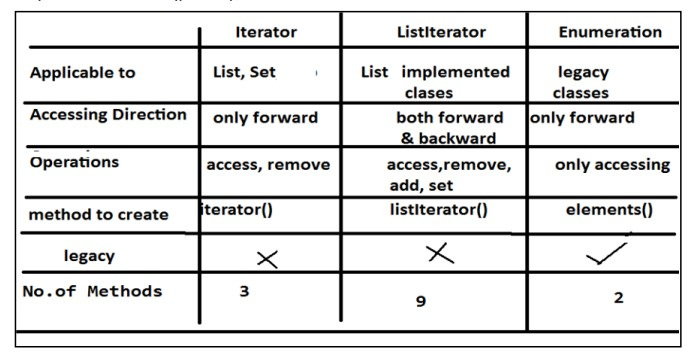 Iterator ListIterator Enumeration
Applicable to List, Set List implemented legacy
clases classes
Accessing Direction only forward both forward only forward
& backward
Operations access, remove access,remove, only accessing
add, set
method to create iterator() listIterator() elements()
legacy
No.of Methods 3 9 2